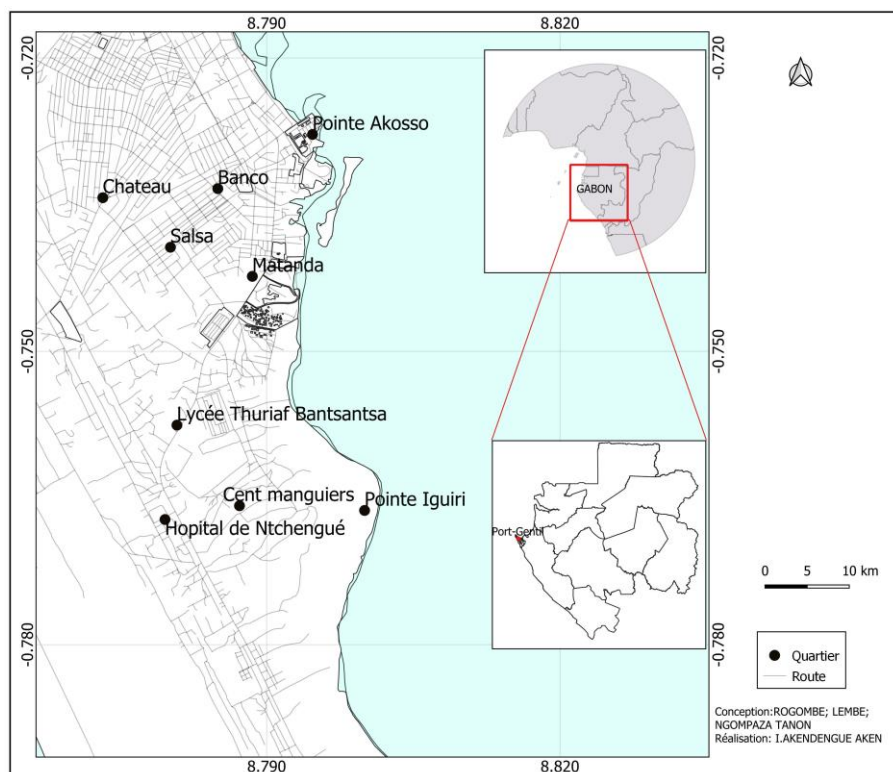 8.790
8.820
-0.720
-0.720
Pointe Akosso
Banco
Chateau
GABON
Salsa
Matanda
-0.750
-0.750
Lycée Thuriaf Bantsantsa
Cent manguiers
Pointe Iguiri
Hopital de Ntchengué
Port-Gentil
0 5 10 km
-0.780
-0.780
Quartier
Route
Conception:ROGOMBE; LEMBE;
NGOMPAZA TANON
Réalisation: I.AKENDENGUE AKEN
8.790
8.820